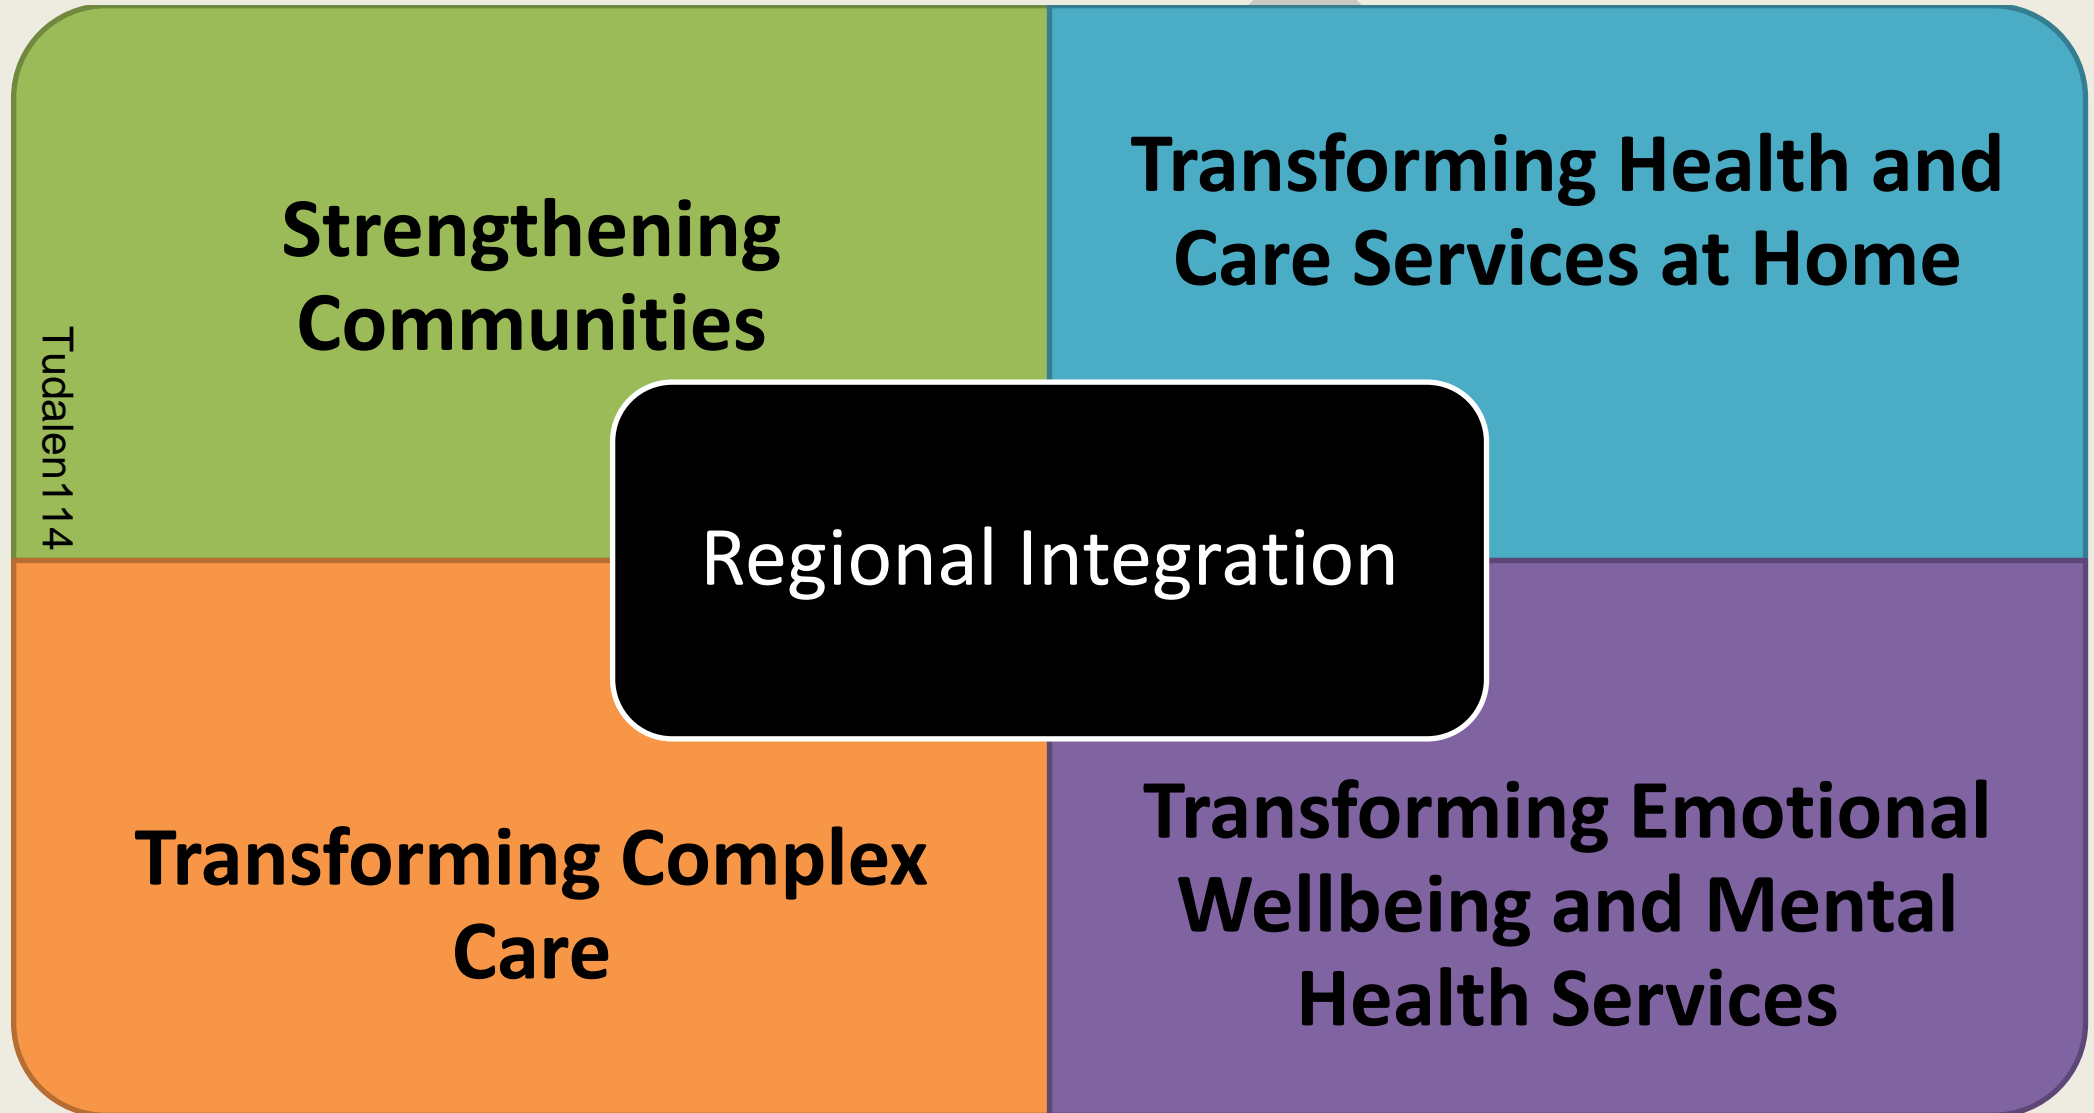 Strengthening
Communities
Transforming Health and
Care Services at Home
Tudalen114
Regional Integration
Transforming Complex
Care
Transforming Emotional
Wellbeing and Mental
Health Services